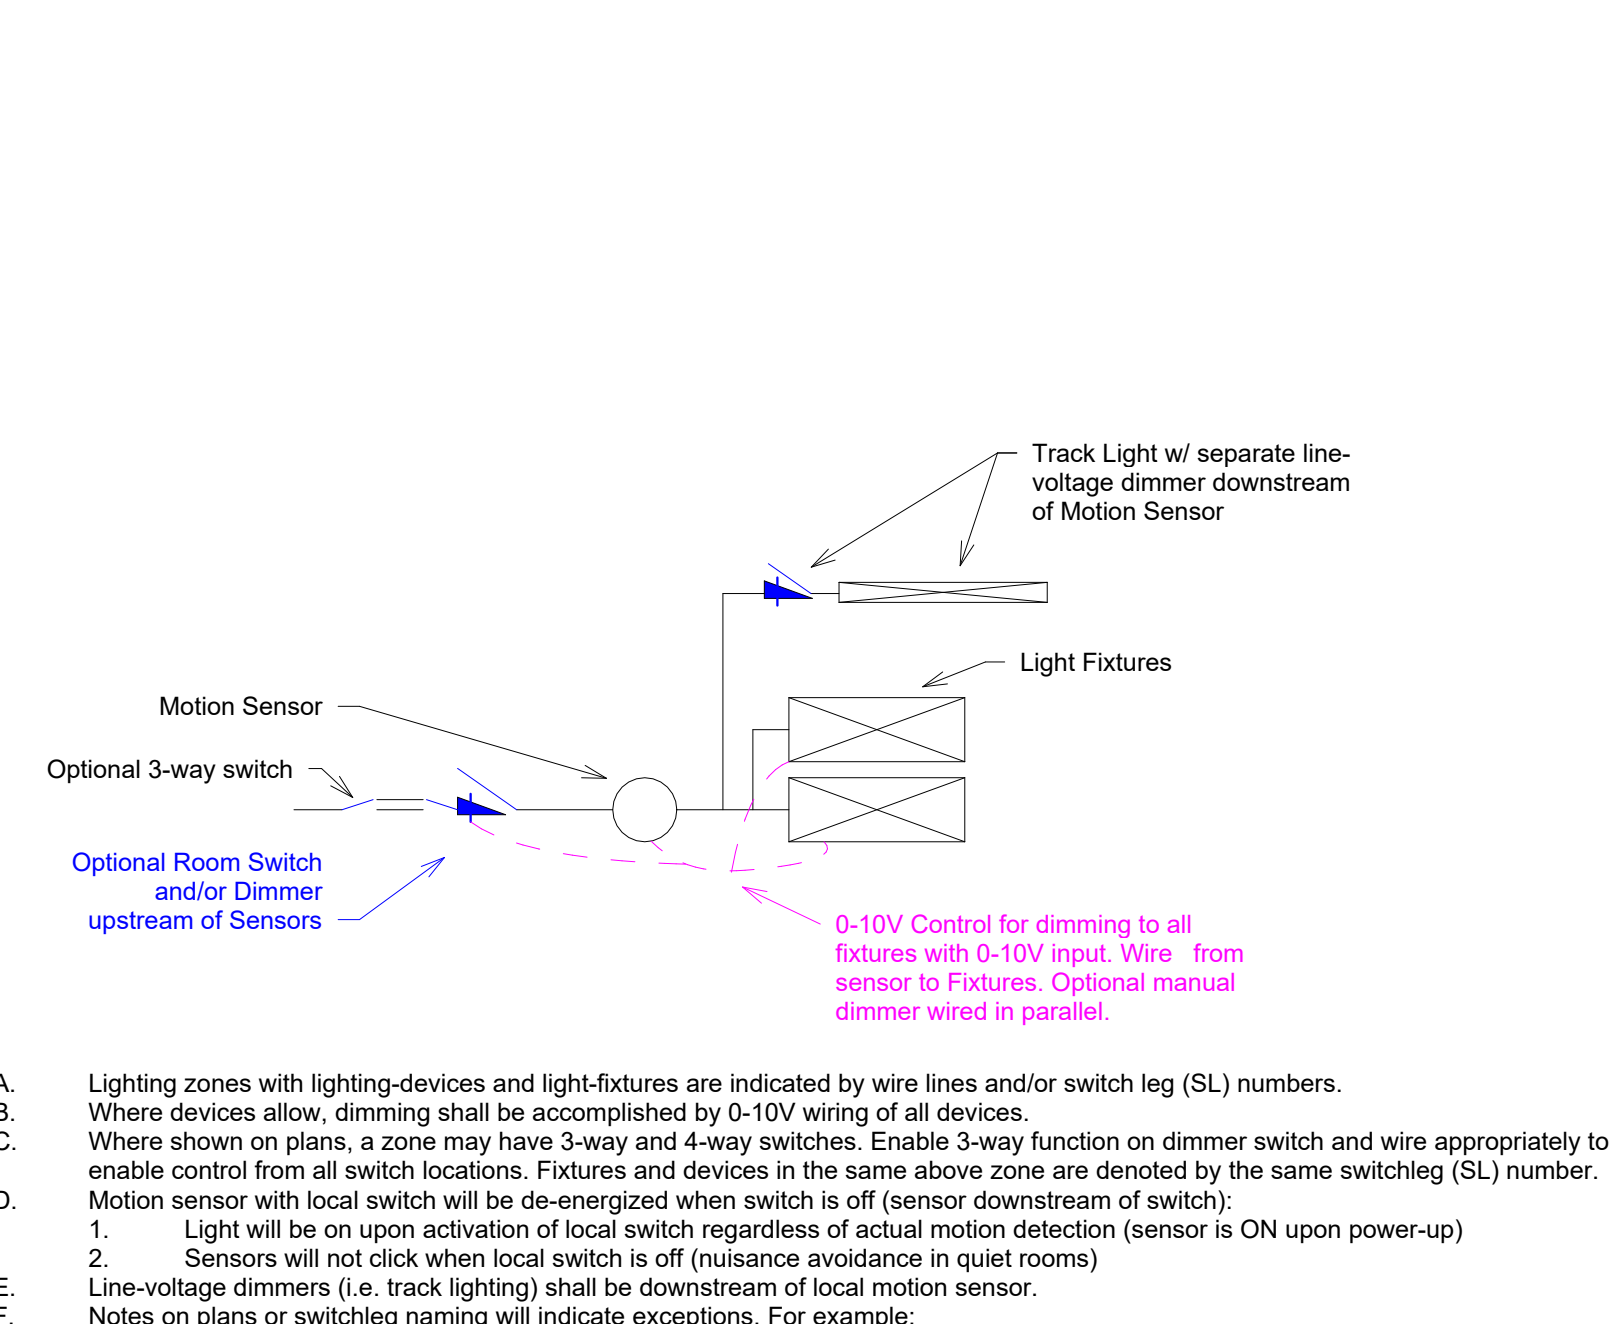 Track Light w/ separate line-
voltage dimmer downstream
of Motion Sensor
Light Fixtures
Motion Sensor
Optional 3-way switch
Optional Room Switch
and/or Dimmer
upstream of Sensors
0-10V Control for dimming to all
fixtures with 0-10V input. Wire from
sensor to Fixtures. Optional manual
dimmer wired in parallel.
A. Lighting zones with lighting-devices and light-fixtures are indicated by wire lines and/or switch leg (SL) numbers.
B. Where devices allow, dimming shall be accomplished by 0-10V wiring of all devices.
C. Where shown on plans, a zone may have 3-way and 4-way switches. Enable 3-way function on dimmer switch and wire appropriately to
enable control from all switch locations. Fixtures and devices in the same above zone are denoted by the same switchleg (SL) number.
D. Motion sensor with local switch will be de-energized when switch is off (sensor downstream of switch):
1. Light will be on upon activation of local switch regardless of actual motion detection (sensor is ON upon power-up)
2. Sensors will not click when local switch is off (nuisance avoidance in quiet rooms)
E. Line-voltage dimmers (i.e. track lighting) shall be downstream of local motion sensor.
F. Notes on plans or switchleg naming will indicate exceptions. For example: